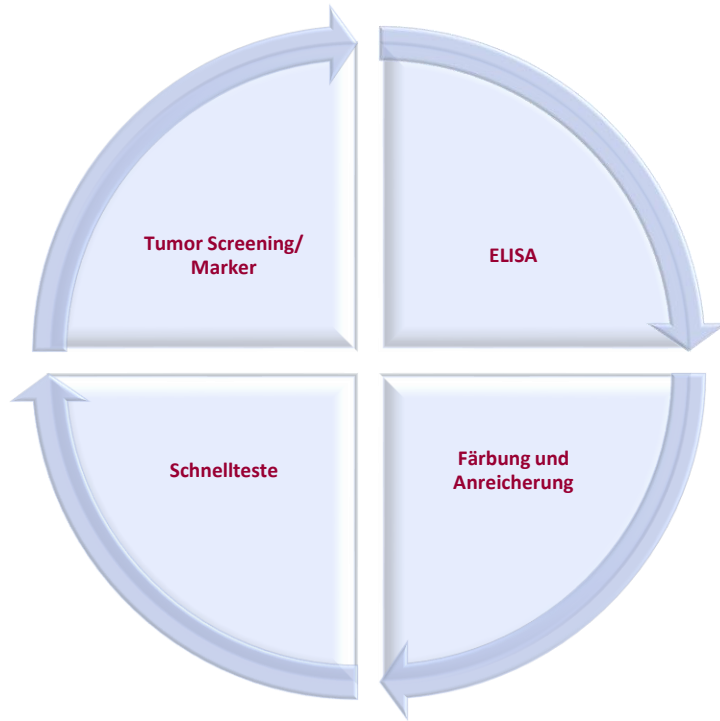 Tumor Screening/
Marker
ELISA
Schnellteste
Färbung und
Anreicherung